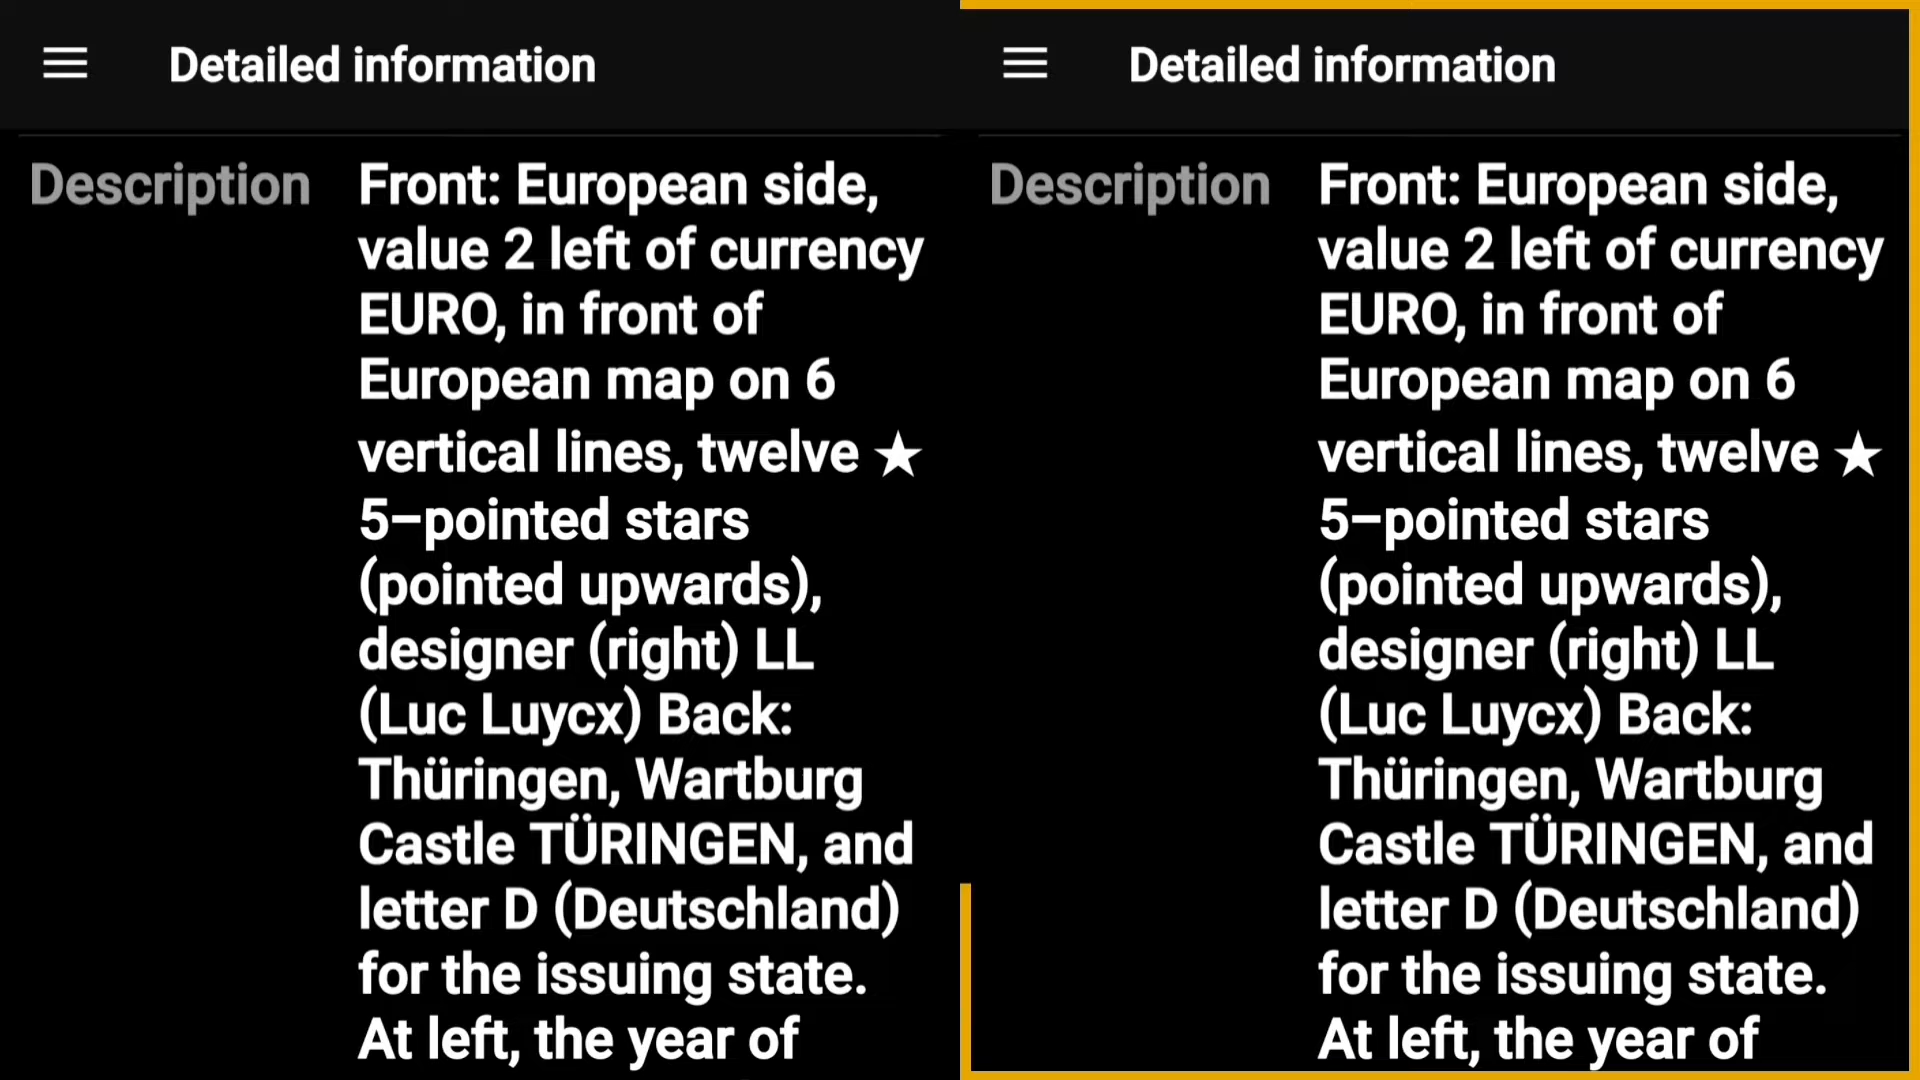 Detailed information
Description
Front: European side,
value 2 left of currency
EURO, in front of
European map on 6
vertical lines, twelve ★
5–pointed stars
(pointed upwards),
designer (right) LL
(Luc Luycx) Back:
Thüringen, Wartburg
Castle TÜRINGEN, and
letter D (Deutschland)
for the issuing state.
At left, the year of
Detailed information
Description
Front: European side,
value 2 left of currency
EURO, in front of
European map on 6
vertical lines, twelve ★
5–pointed stars
(pointed upwards),
designer (right) LL
(Luc Luycx) Back:
Thüringen, Wartburg
Castle TÜRINGEN, and
letter D (Deutschland)
for the issuing state.
At left, the year of